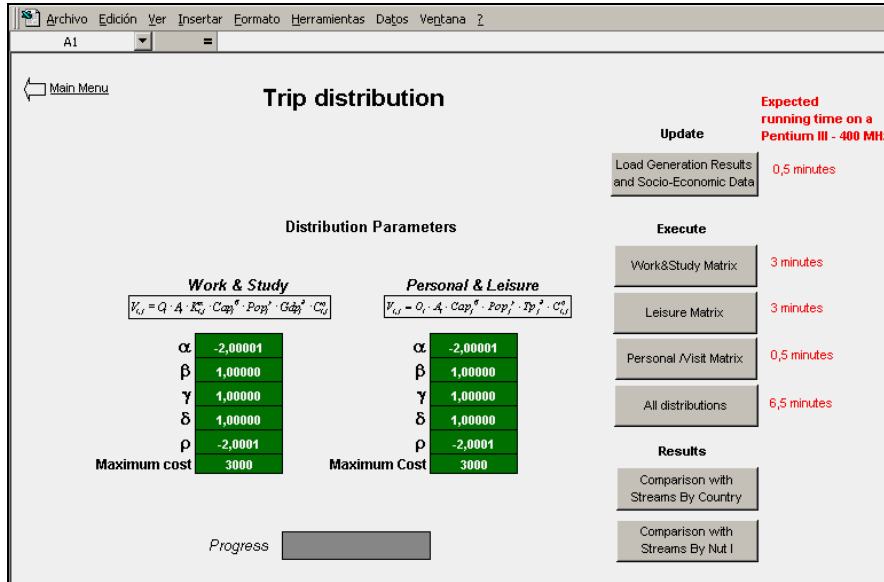 Archivo Edición Ver Insertar Formato Herramientas Datos Ventana ?
A1 =
Main Menu
Trip distribution
Expected
running time on a
Pentium III - 400 MHz
Update
Load Generation Results
and Socio-Economic Data
0,5 minutes
Distribution Parameters
Execute
Work & Study
Personal & Leisure
Work&Study Matrix
3 minutes
Leisure Matrix
3 minutes
α -2,00001
α -2,00001
β 1,00000
β 1,00000
Personal /Visit Matrix
0,5 minutes
γ 1,00000
γ 1,00000
δ 1,00000
δ 1,00000
All distributions
6,5 minutes
ρ -2,0001
ρ -2,0001
Maximum cost 3000
Maximum Cost 3000
Results
Comparison with
Streams By Country
Comparison with
Streams By Nut I
Progress